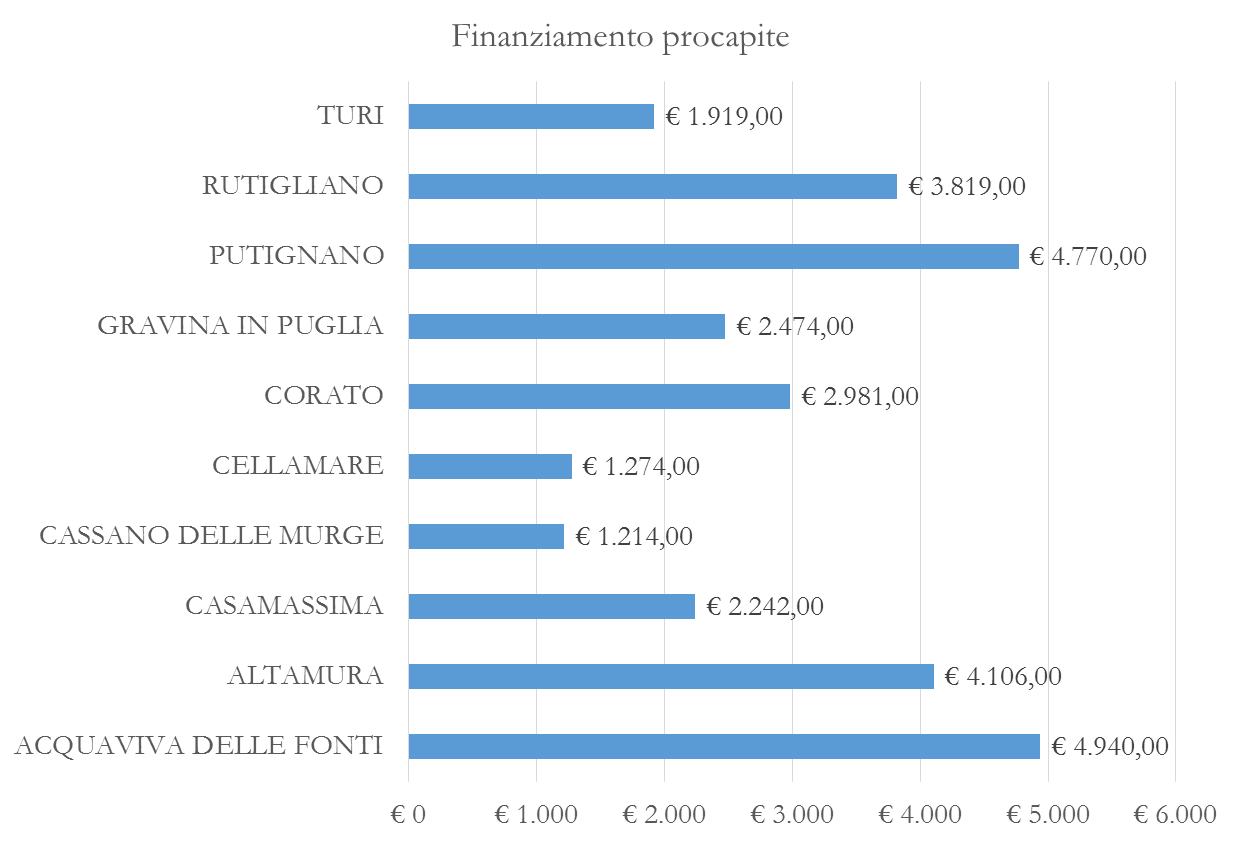 Finanziamento procapite
TURI € 1.919,00
RUTIGLIANO € 3.819,00
PUTIGNANO € 4.770,00
GRAVINA IN PUGLIA € 2.474,00
CORATO € 2.981,00
CELLAMARE € 1.274,00
CASSANO DELLE MURGE € 1.214,00
CASAMASSIMA € 2.242,00
ALTAMURA € 4.106,00
ACQUAVIVA DELLE FONTI € 4.940,00
€ 0 € 1.000 € 2.000 € 3.000 € 4.000 € 5.000 € 6.000